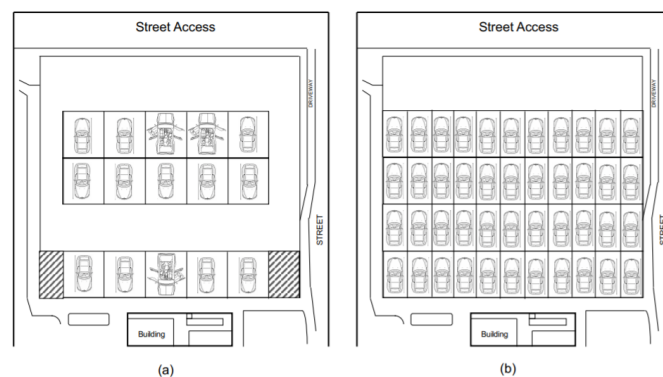 Street Access
DRIVEWAY
STREET
Building
(a)
Street Access
DRIVEWAY
STREET
Building
(b)